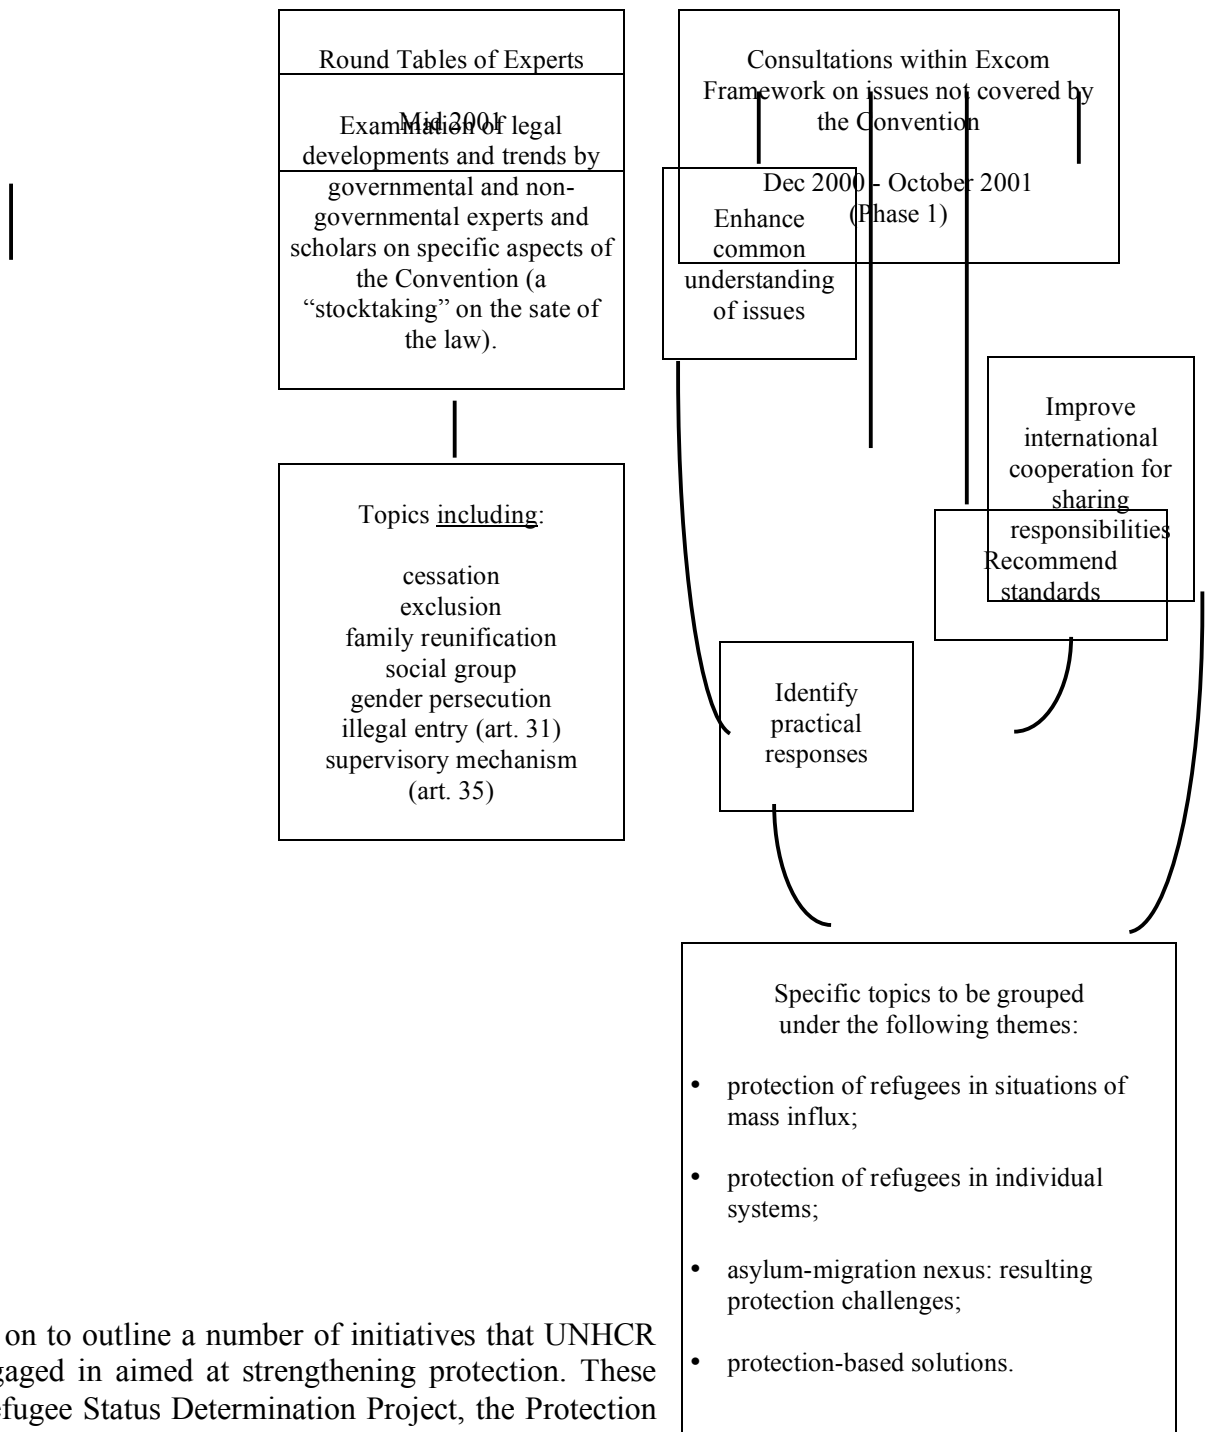 Round Tables of Experts
Mid 2001
Examination of legal
developments and trends by
governmental and non-
governmental experts and
scholars on specific aspects of
the Convention (a
“stocktaking” on the sate of
the law).
Topics including:
cessation
exclusion
family reunification
social group
gender persecution
illegal entry (art. 31)
supervisory mechanism
(art. 35)
Consultations within Excom
Framework on issues not covered by
the Convention
Dec 2000 - October 2001
(Phase 1)
Enhance
common
understanding
of issues
Improve
international
cooperation for
sharing
responsibilities
Recommend
standards
Identify
practical
responses
Specific topics to be grouped
under the following themes:
• protection of refugees in situations of
mass influx;
• protection of refugees in individual
systems;
• asylum-migration nexus: resulting
protection challenges;
• protection-based solutions.
on to outline a number of initiatives that UNHCR
gaged in aimed at strengthening protection. These
efugee Status Determination Project, the Protection